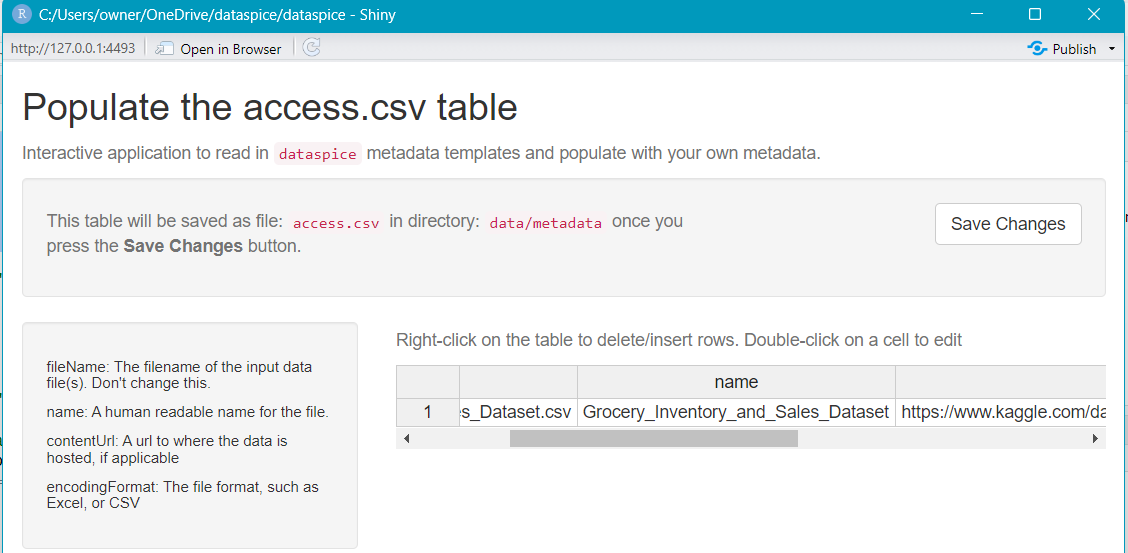 R C:/Users/owner/OneDrive/dataspice/dataspice - Shiny
http://127.0.0.1:4493 Open in Browser Publish
Populate the access.csv table
Interactive application to read in dataspice metadata templates and populate with your own metadata.
This table will be saved as file: access.csv in directory: data/metadata once you
press the Save Changes button.
Save Changes
fileName: The filename of the input data
file(s). Don't change this.
name: A human readable name for the file.
contentUrl: A url to where the data is
hosted, if applicable
encodingFormat: The file format, such as
Excel, or CSV
Right-click on the table to delete/insert rows. Double-click on a cell to edit
name
1 s_Dataset.csv Grocery_Inventory_and_Sales_Dataset https://www.kaggle.com/da